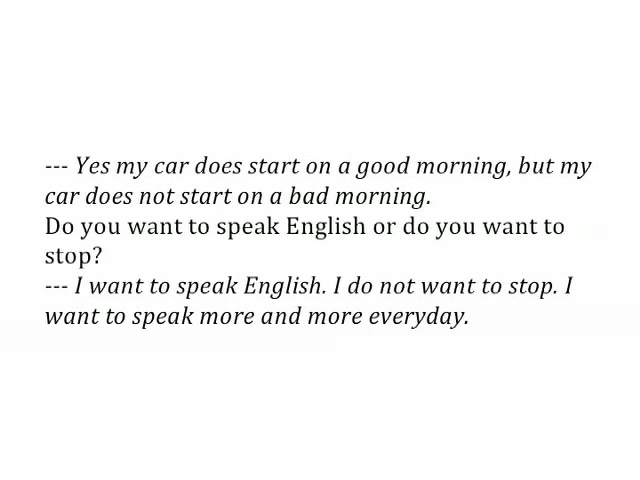 --- Yes my car does start on a good morning, but my
car does not start on a bad morning.
Do you want to speak English or do you want to
stop?
--- I want to speak English. I do not want to stop. I
want to speak more and more everyday.